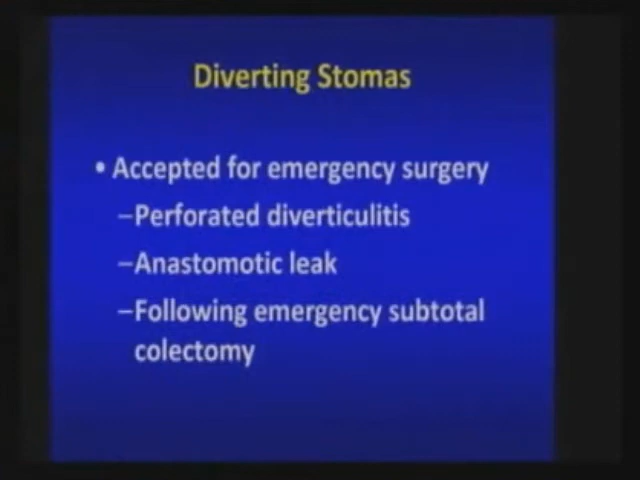 Diverting Stomas
• Accepted for emergency surgery
–Perforated diverticulitis
–Anastomotic leak
–Following emergency subtotal
colectomy